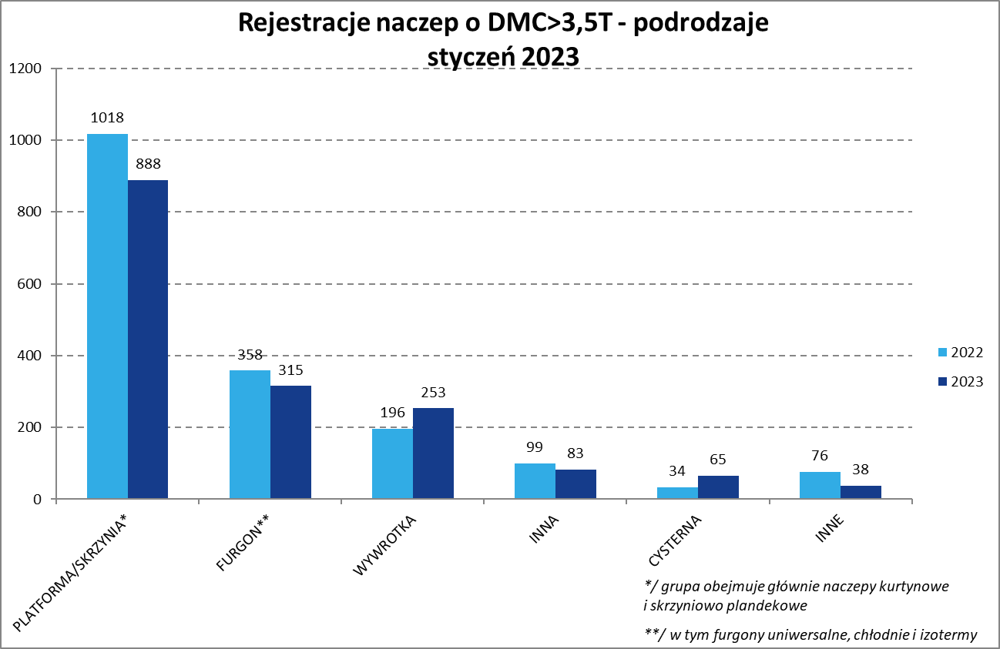 Rejestracje naczep o DMC>3,5T - podrodzaje
styczeń 2023
1200
1000
800
600
400
200
0
1018
888
358
315
196
253
99
83
34
65
76
38
PLATFORMA/SKRZYNIA*
FURGON**
WYWROTKA
INNA
CYSTERNA
INNE
2022
2023
*/ grupa obejmuje głównie naczepy kurtynowe
i skrzyniowo plandekowe
**/ w tym furgony uniwersalne, chłodnie i izotermy